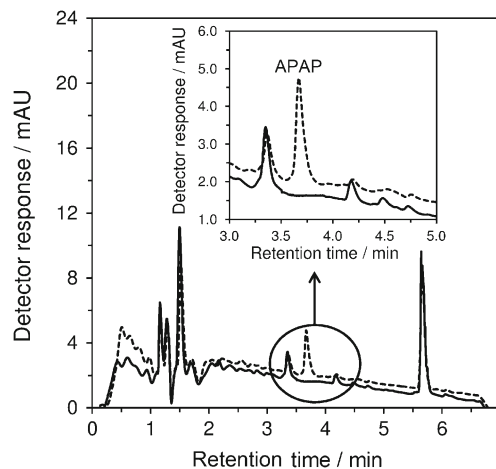 24
20
16
12
8
4
0
Detector response / mAU
0 1 2 3 4 5 6 7
Retention time / min
6.0
5.0
4.0
3.0
2.0
1.0
Detector response / mAU
APAP
3.0 3.5 4.0 4.5 5.0
Retention time / min